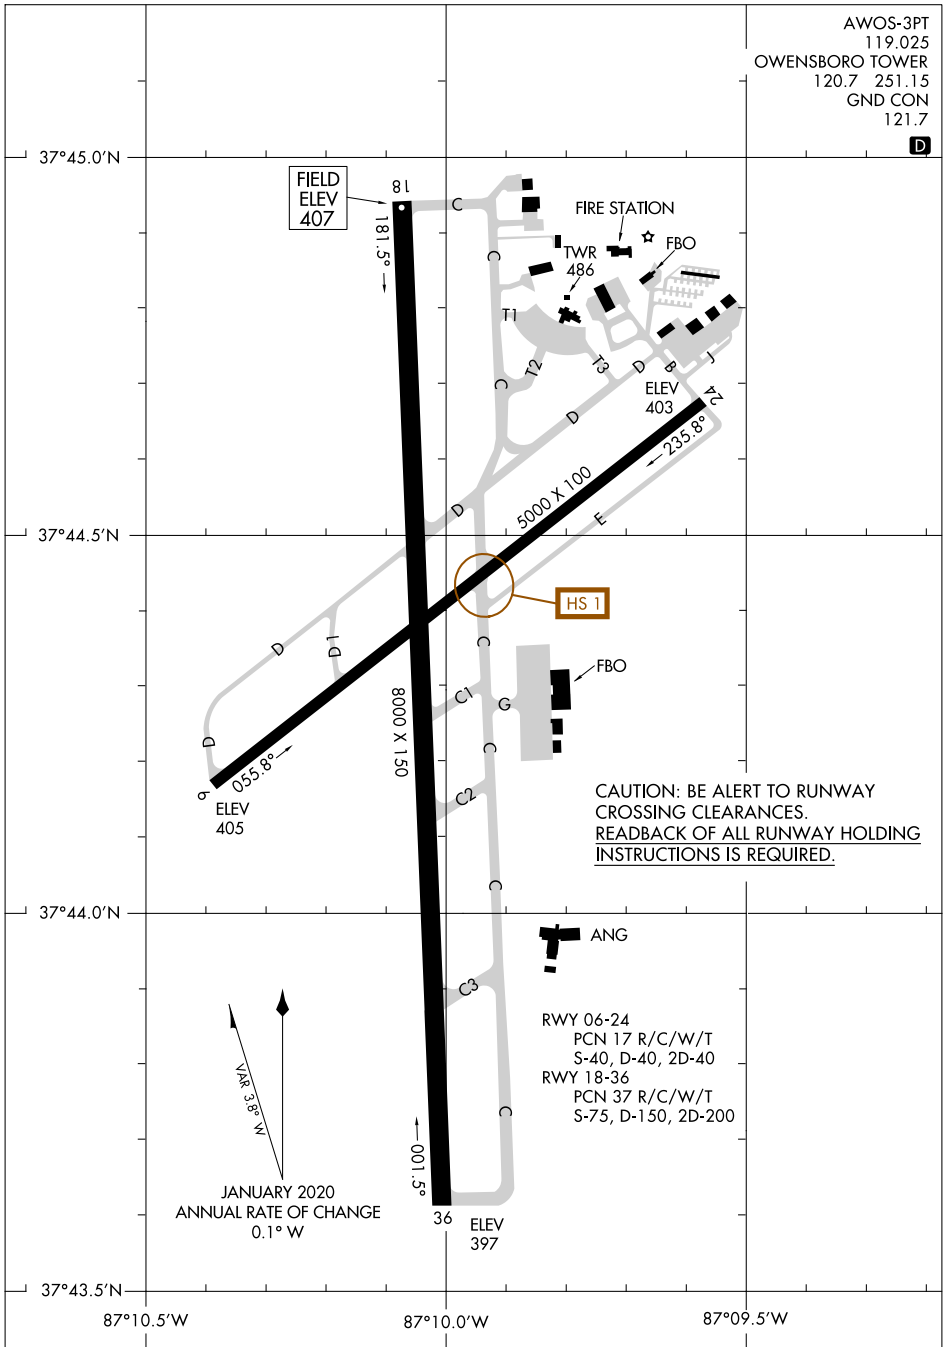 AWOS-3PT
119.025
OWENSBORO TOWER
120.7 251.15
GND CON
121.7
D
37°45.0'N
FIELD
ELEV
407
18
181.5°
C
FIRE STATION
FBO
TWR
486
C
T1
T2
T3
C
D
B
J
ELEV
403
24
235.8°
D
5000 X 100
D
E
37°44.5'N
HS 1
D
D1
C
C1
G
FBO
8000 X 150
C
D
055.8°
6
ELEV
405
C2
CAUTION: BE ALERT TO RUNWAY
CROSSING CLEARANCES.
READBACK OF ALL RUNWAY HOLDING
INSTRUCTIONS IS REQUIRED.
C
37°44.0'N
ANG
C3
RWY 06-24
PCN 17 R/C/W/T
S-40, D-40, 2D-40
RWY 18-36
PCN 37 R/C/W/T
S-75, D-150, 2D-200
VAR 3.8° W
C
001.5°
JANUARY 2020
ANNUAL RATE OF CHANGE
0.1° W
36
ELEV
397
37°43.5'N
87°10.5'W
87°10.0'W
87°09.5'W